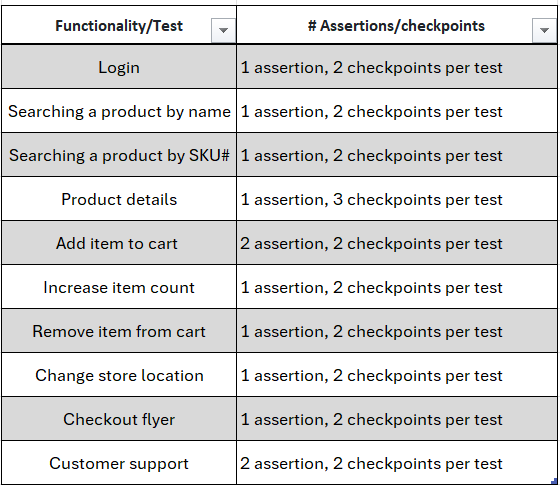 Functionality/Test # Assertions/checkpoints
Login 1 assertion, 2 checkpoints per test
Searching a product by name 1 assertion, 2 checkpoints per test
Searching a product by SKU# 1 assertion, 2 checkpoints per test
Product details 1 assertion, 3 checkpoints per test
Add item to cart 2 assertion, 2 checkpoints per test
Increase item count 1 assertion, 2 checkpoints per test
Remove item from cart 1 assertion, 2 checkpoints per test
Change store location 1 assertion, 2 checkpoints per test
Checkout flyer 1 assertion, 2 checkpoints per test
Customer support 2 assertion, 2 checkpoints per test